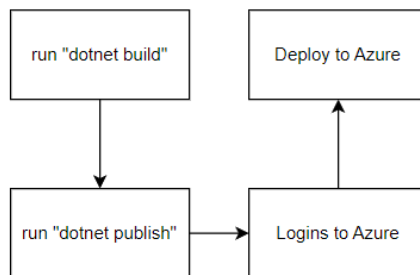 run "dotnet build"
Deploy to Azure
run "dotnet publish"
Logins to Azure